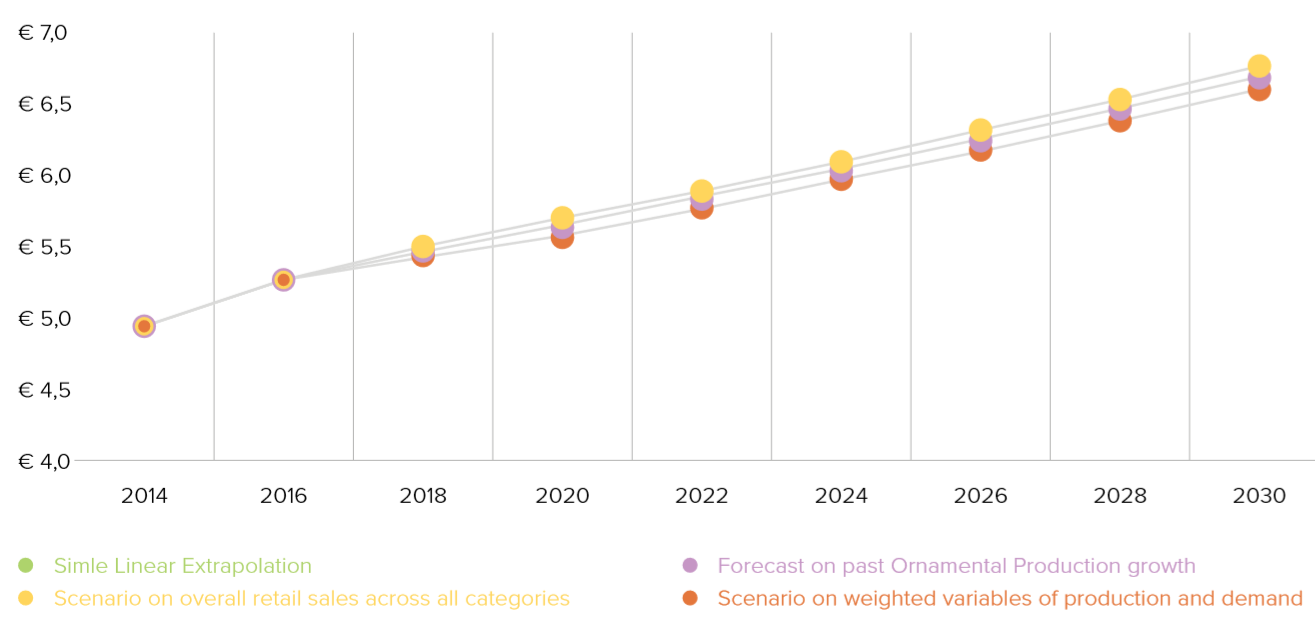 € 7,0
€ 6,5
€ 6,0
€ 5,5
€ 5,0
€ 4,5
€ 4,0
2014 2016 2018 2020 2022 2024 2026 2028 2030
Simle Linear Extrapolation
Forecast on past Ornamental Production growth
Scenario on overall retail sales across all categories
Scenario on weighted variables of production and demand